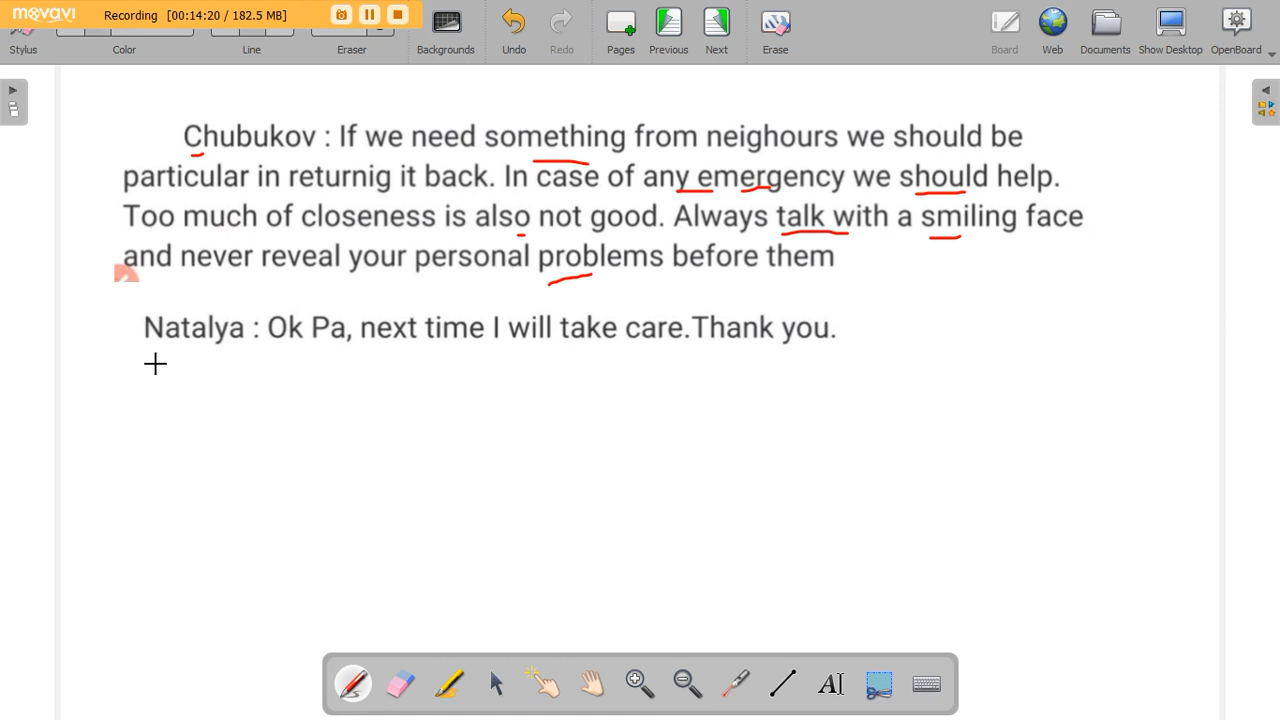 movavi Recording [00:14:20 / 182.5 MB]
Stylus Color Line Eraser Backgrounds Undo Redo Pages Previous Next Erase Board Web Documents Show Desktop OpenBoard
Chubukov : If we need something from neighours we should be
particular in returnig it back. In case of any emergency we should help.
Too much of closeness is also not good. Always talk with a smiling face
and never reveal your personal problems before them
Natalya : Ok Pa, next time I will take care.Thank you.